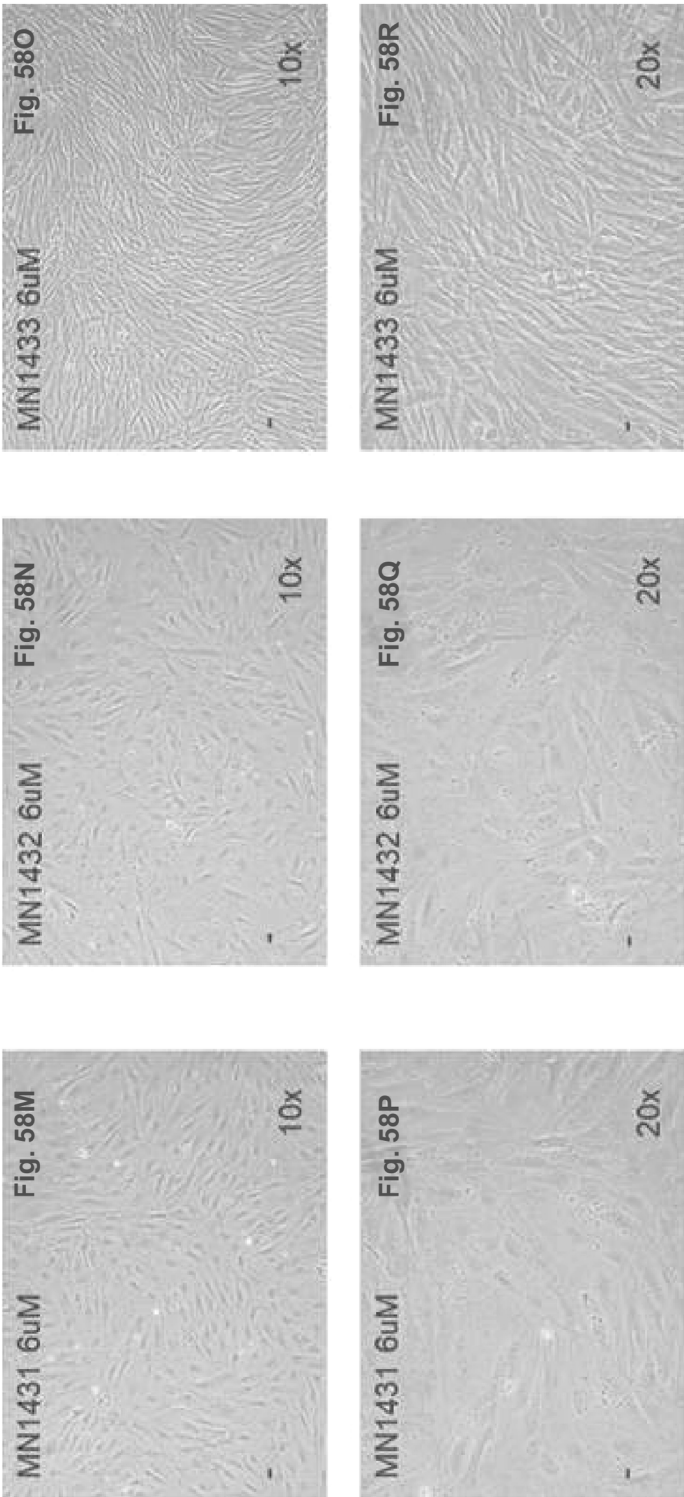 MN1431 6uM Fig. 58M
10x
MN1432 6uM Fig. 58N
10x
MN1433 6uM Fig. 58O
10x
MN1431 6uM Fig. 58P
20x
MN1432 6uM Fig. 58Q
20x
MN1433 6uM Fig. 58R
20x